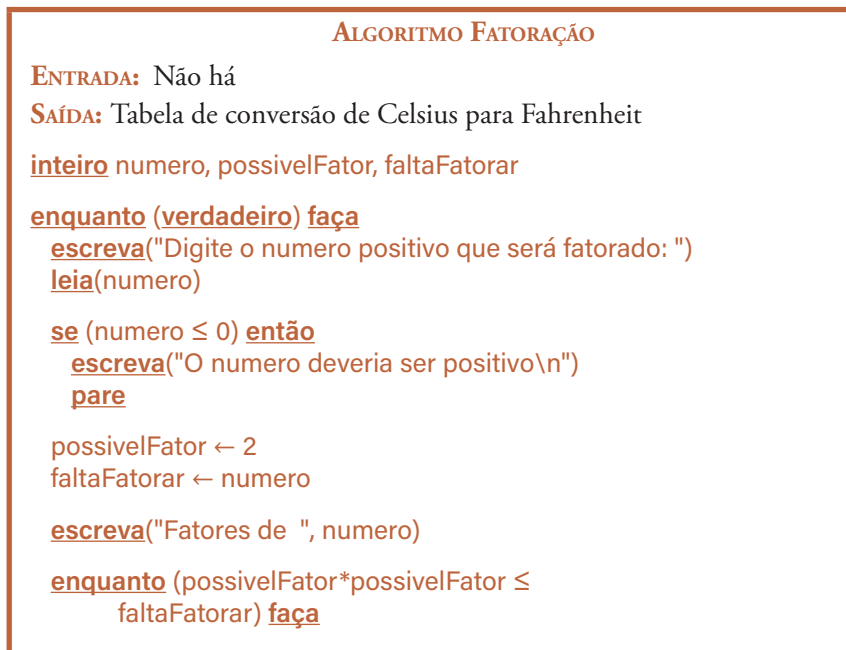 ALGORITMO FATORAÇÃO
ENTRADA: Não há
SAÍDA: Tabela de conversão de Celsius para Fahrenheit
inteiro numero, possivelFator, faltaFatorar
enquanto (verdadeiro) faça
escreva("Digite o numero positivo que será fatorado: ")
leia(numero)
se (numero ≤ 0) então
escreva("O numero deveria ser positivo\n")
pare
possivelFator ← 2
faltaFatorar ← numero
escreva("Fatores de  ", numero)
enquanto (possivelFator*possivelFator ≤
faltaFatorar) faça